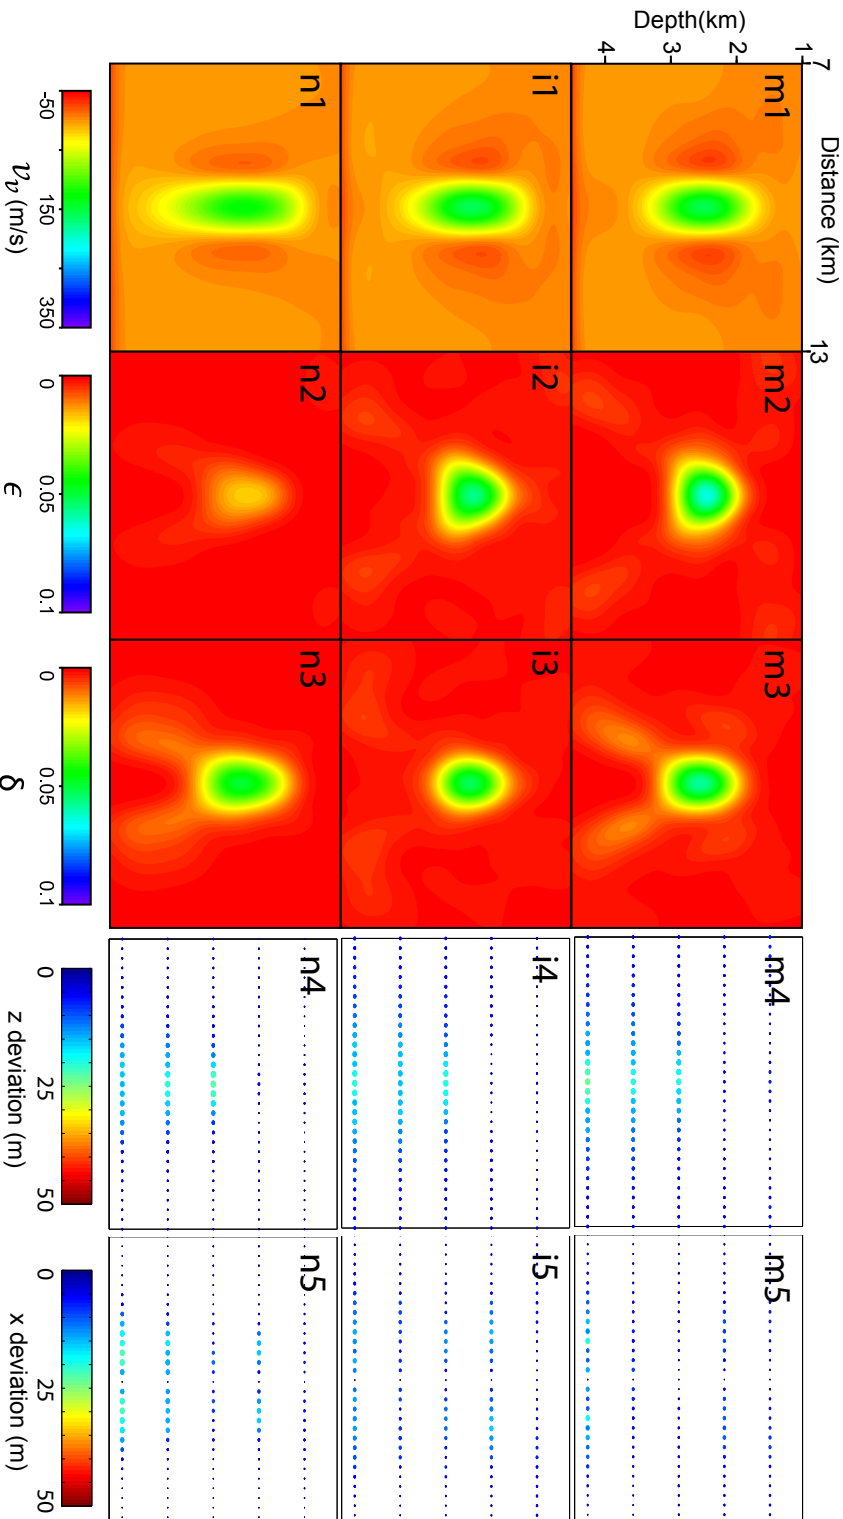 Distance (km)
7
13
Depth(km)
1
2
3
4
m1
m2
m3
m4
m5
i1
i2
i3
i4
i5
n1
n2
n3
n4
n5
-50
150
350
0
0.05
0.1
0
0.05
0.1
0
25
50
0
25
50
𝑣ᵥ (m/s)
ϵ
δ
z deviation (m)
x deviation (m)